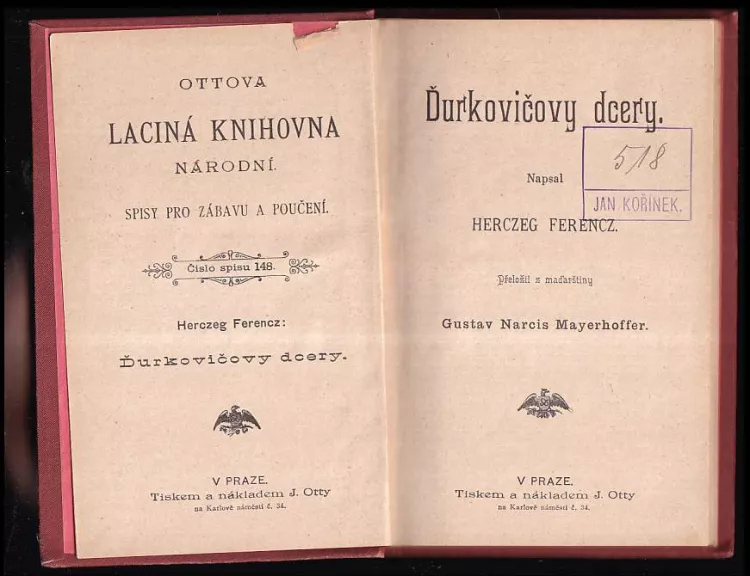 OTTOVA
LACINÁ KNIHOVNA
NÁRODNÍ.
SPISY PRO ZÁBAVU A POUČENÍ.
Číslo spisu 148.
Herczeg Ferencz:
Ďurkovičovy dcery.
V PRAZE.
Tiskem a nákladem J. Otty
na Karlově náměstí č. 34.
Ďurkovičovy dcery.
518
JAN KOŘÍNEK.
Napsal
HERCZEG FERENCZ.
Přeložil z maďarštiny
Gustav Narcis Mayerhoffer.
V PRAZE.
Tiskem a nákladem J. Otty
na Karlově náměstí č. 34.